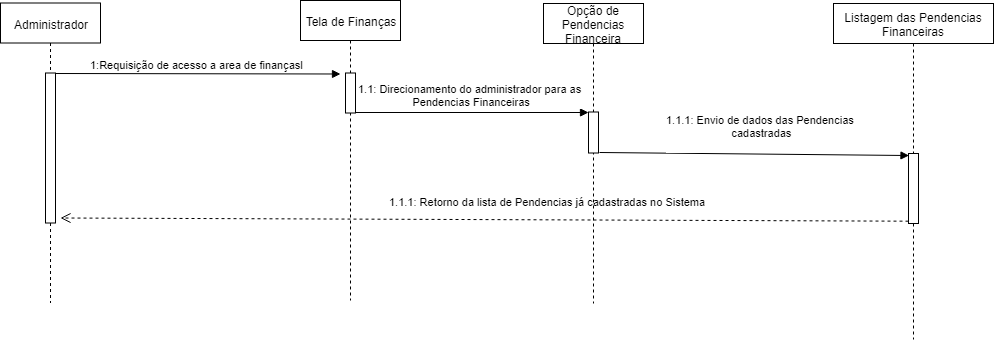 Administrador
Tela de Finanças
Opção de
Pendencias
Financeira
Listagem das Pendencias
Financeiras
1:Requisição de acesso a area de finançasl
1.1: Direcionamento do administrador para as
Pendencias Financeiras
1.1.1: Envio de dados das Pendencias
cadastradas
1.1.1: Retorno da lista de Pendencias já cadastradas no Sistema